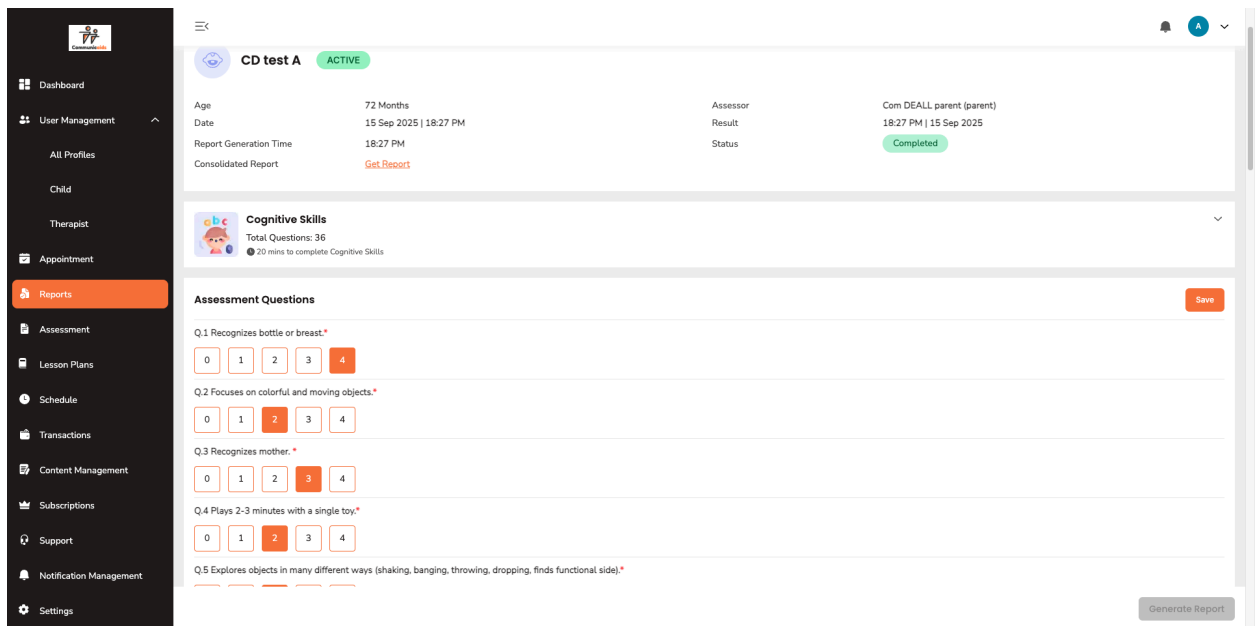 Communicaids
CD test A ACTIVE
A
Dashboard
User Management
All Profiles
Child
Therapist
Appointment
Reports
Assessment
Lesson Plans
Schedule
Transactions
Content Management
Subscriptions
Support
Notification Management
Settings
Age 72 Months Assessor Com DEALL parent (parent)
Date 15 Sep 2025 | 18:27 PM Result 18:27 PM | 15 Sep 2025
Report Generation Time 18:27 PM Status Completed
Consolidated Report Get Report
abc
Cognitive Skills
Total Questions: 36
20 mins to complete Cognitive Skills
Assessment Questions Save
Q.1 Recognizes bottle or breast.*
0 1 2 3 4
Q.2 Focuses on colorful and moving objects.*
0 1 2 3 4
Q.3 Recognizes mother. *
0 1 2 3 4
Q.4 Plays 2-3 minutes with a single toy.*
0 1 2 3 4
Q.5 Explores objects in many different ways (shaking, banging, throwing, dropping, finds functional side).*
Generate Report